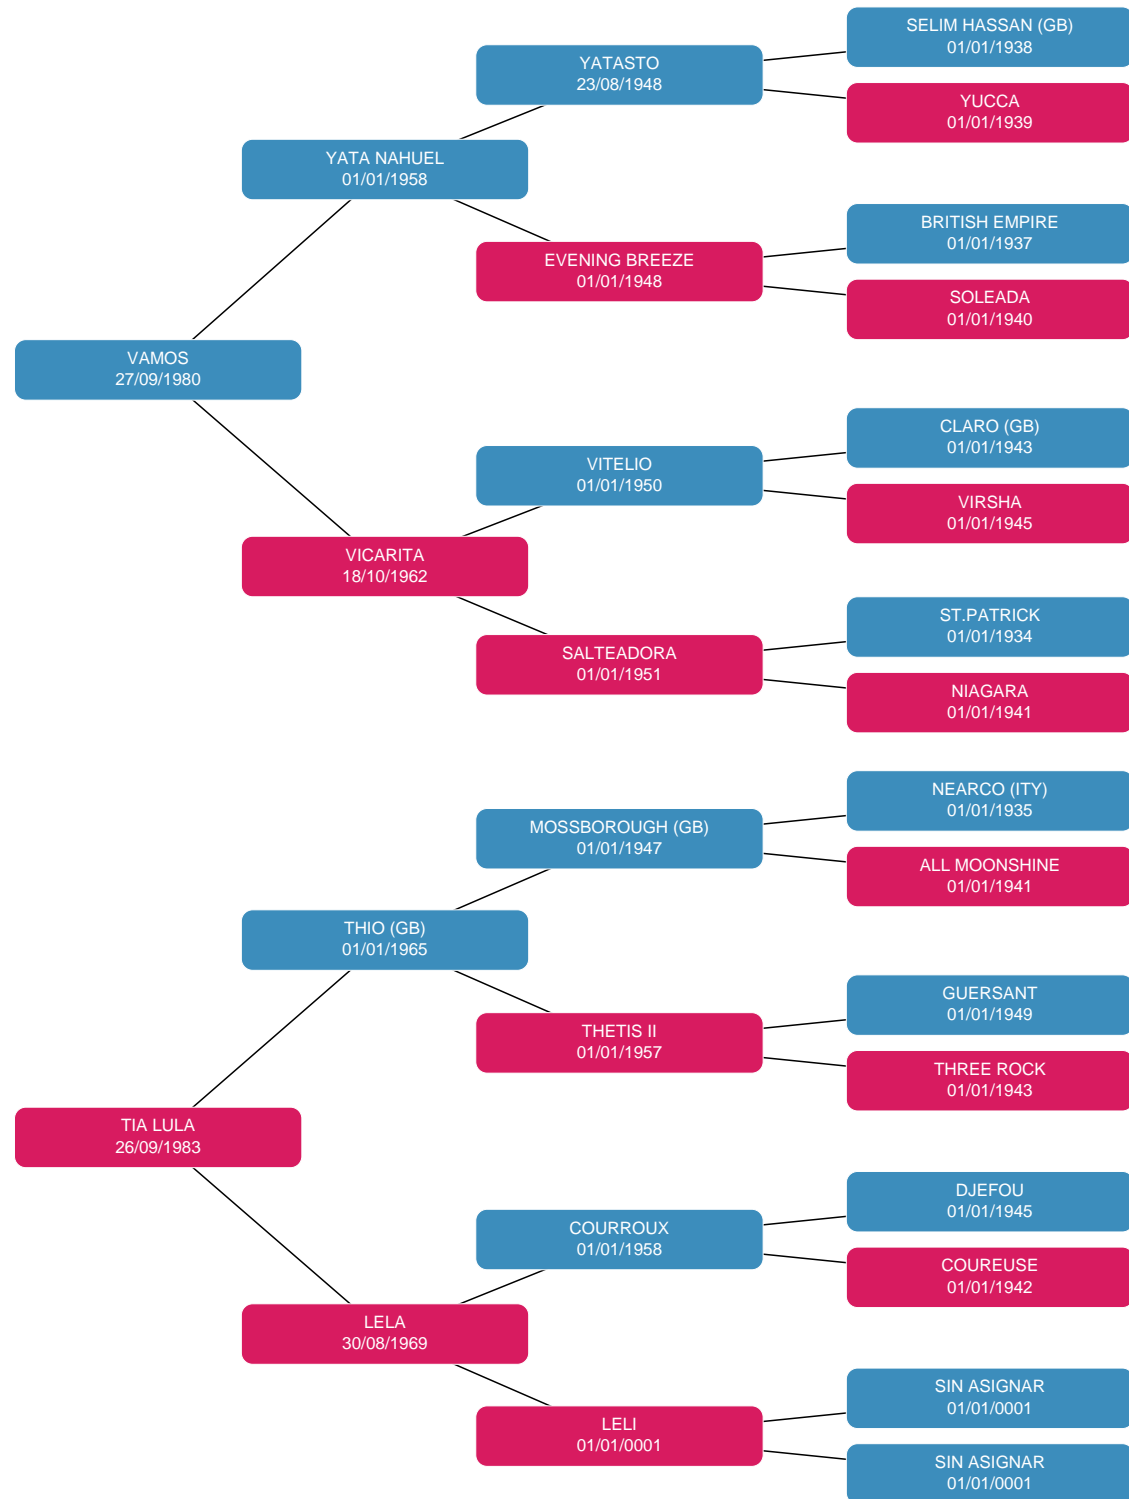 SELIM HASSAN (GB)
01/01/1938
YATASTO
23/08/1948
YUCCA
01/01/1939
YATA NAHUEL
01/01/1958
BRITISH EMPIRE
01/01/1937
EVENING BREEZE
01/01/1948
SOLEADA
01/01/1940
VAMOS
27/09/1980
CLARO (GB)
01/01/1943
VITELIO
01/01/1950
VIRSHA
01/01/1945
VICARITA
18/10/1962
ST.PATRICK
01/01/1934
SALTEADORA
01/01/1951
NIAGARA
01/01/1941
NEARCO (ITY)
01/01/1935
MOSSBOROUGH (GB)
01/01/1947
ALL MOONSHINE
01/01/1941
THIO (GB)
01/01/1965
GUERSANT
01/01/1949
THETIS II
01/01/1957
THREE ROCK
01/01/1943
TIA LULA
26/09/1983
DJEFOU
01/01/1945
COURROUX
01/01/1958
COUREUSE
01/01/1942
LELA
30/08/1969
SIN ASIGNAR
01/01/0001
LELI
01/01/0001
SIN ASIGNAR
01/01/0001